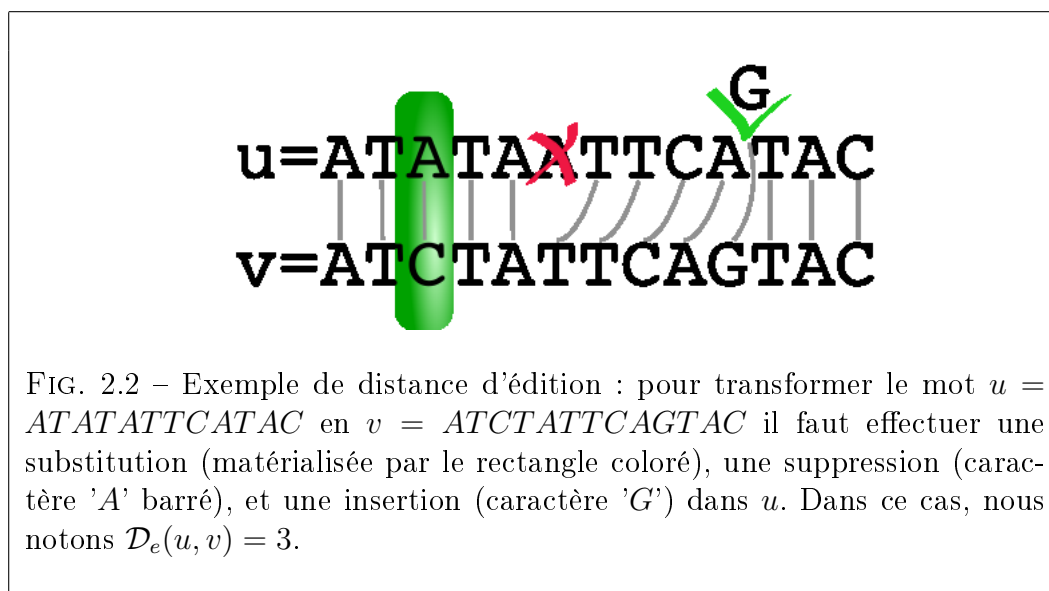 G
u=ATATAATTCATAC
v=ATCTATTCAGTAC
FIG. 2.2 – Exemple de distance d'édition : pour transformer le mot u =
ATATATTCATAC en v = ATCTATTCAGTAC il faut effectuer une
substitution (matérialisée par le rectangle coloré), une suppression (carac-
tère 'A' barré), et une insertion (caractère 'G') dans u. Dans ce cas, nous
notons 𝒟ₑ(u, v) = 3.